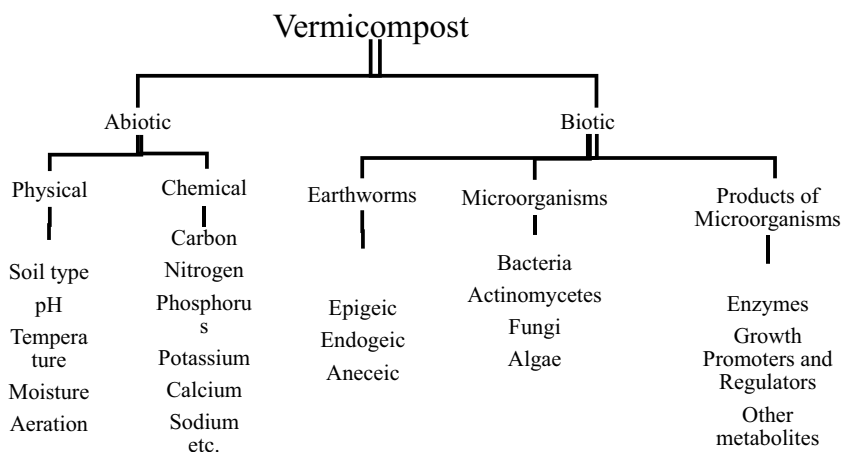 Vermicompost
Abiotic
Biotic
Physical
Chemical
Earthworms
Microorganisms
Products of
Microorganisms
Soil type
pH
Tempera
ture
Moisture
Aeration
Carbon
Nitrogen
Phosphoru
s
Potassium
Calcium
Sodium
etc.
Epigeic
Endogeic
Aneceic
Bacteria
Actinomycetes
Fungi
Algae
Enzymes
Growth
Promoters and
Regulators
Other
metabolites